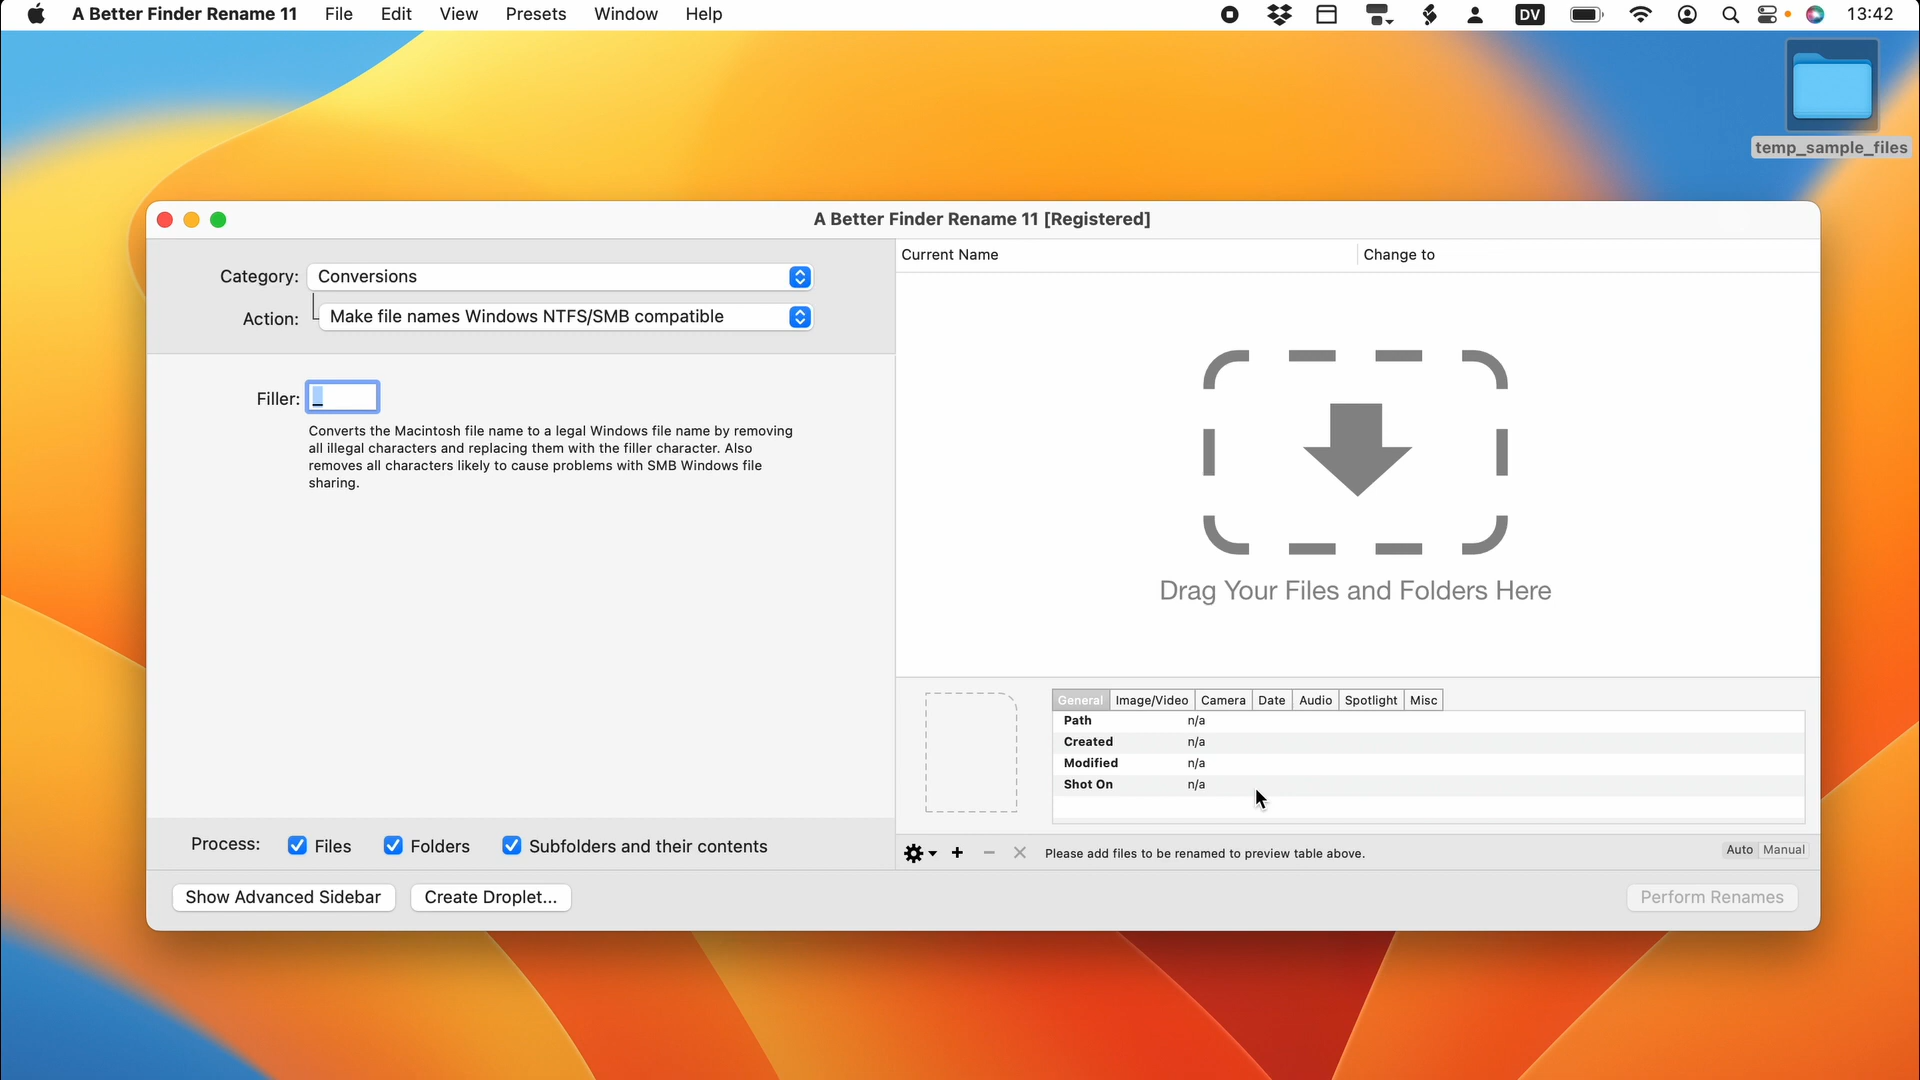 A Better Finder Rename 11 File Edit View Presets Window Help DV 13:42
temp_sample_files
A Better Finder Rename 11 [Registered]
Category: Conversions
Action: Make file names Windows NTFS/SMB compatible
Filler: _
Converts the Macintosh file name to a legal Windows file name by removing
all illegal characters and replacing them with the filler character. Also
removes all characters likely to cause problems with SMB Windows file
sharing.
Process: Files Folders Subfolders and their contents
Show Advanced Sidebar Create Droplet...
Current Name Change to
Drag Your Files and Folders Here
General Image/Video Camera Date Audio Spotlight Misc
Path n/a
Created n/a
Modified n/a
Shot On n/a
Please add files to be renamed to preview table above. Auto Manual
Perform Renames